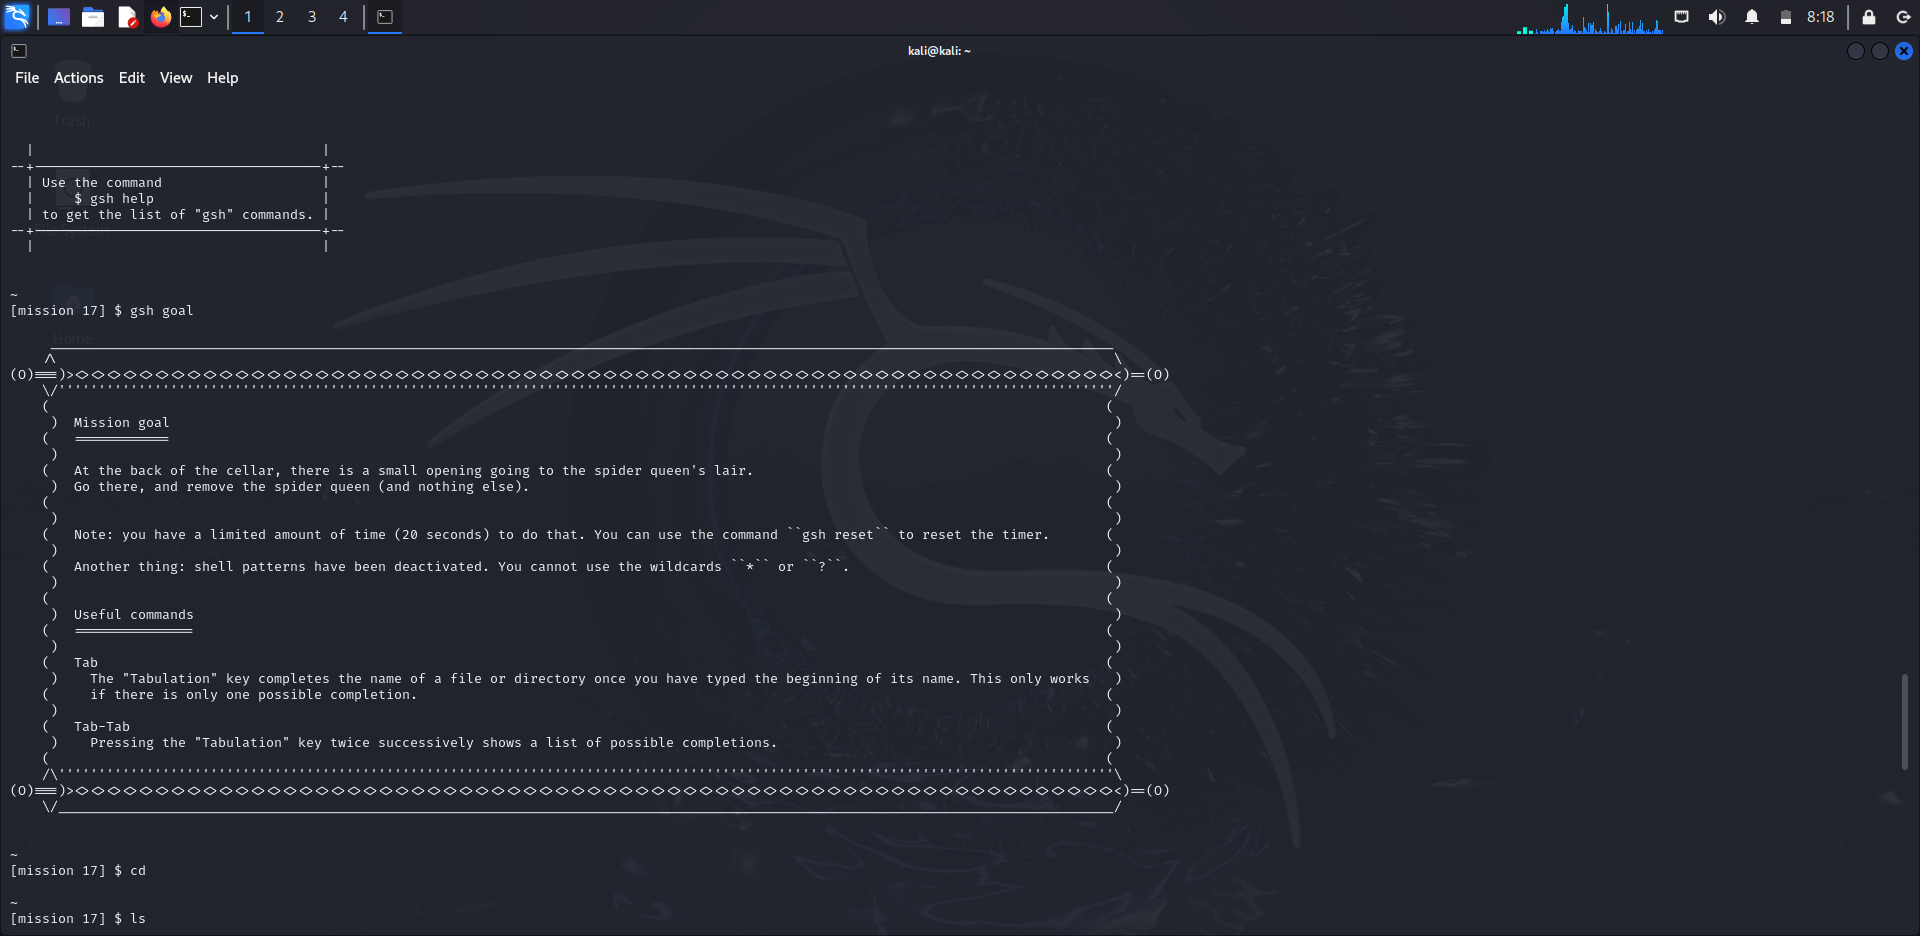 1 2 3 4 8:18
kali@kali: ~
File Actions Edit View Help
Trash
| |
--+------------------------------------+--
| Use the command |
| $ gsh help |
| to get the list of "gsh" commands. |
--+------------------------------------+--
File System
| |
~
[mission 17] $ gsh goal
Home
Mission goal
============
At the back of the cellar, there is a small opening going to the spider queen's lair.
Go there, and remove the spider queen (and nothing else).
Note: you have a limited amount of time (20 seconds) to do that. You can use the command ``gsh reset`` to reset the timer.
Another thing: shell patterns have been deactivated. You cannot use the wildcards ``*`` or ``?``.
Useful commands
===============
Tab
The "Tabulation" key completes the name of a file or directory once you have typed the beginning of its name. This only works
if there is only one possible completion.
Tab-Tab
Pressing the "Tabulation" key twice successively shows a list of possible completions.
~
[mission 17] $ cd
~
[mission 17] $ ls